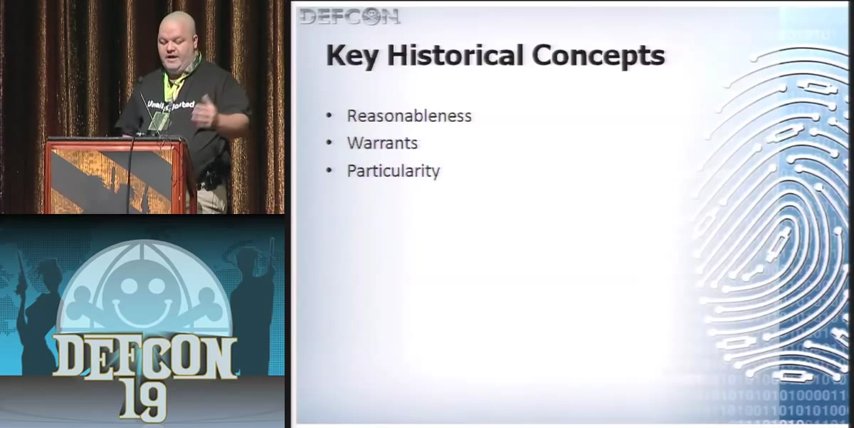 DEFCON
Key Historical Concepts
• Reasonableness
• Warrants
• Particularity
DEFCON
19